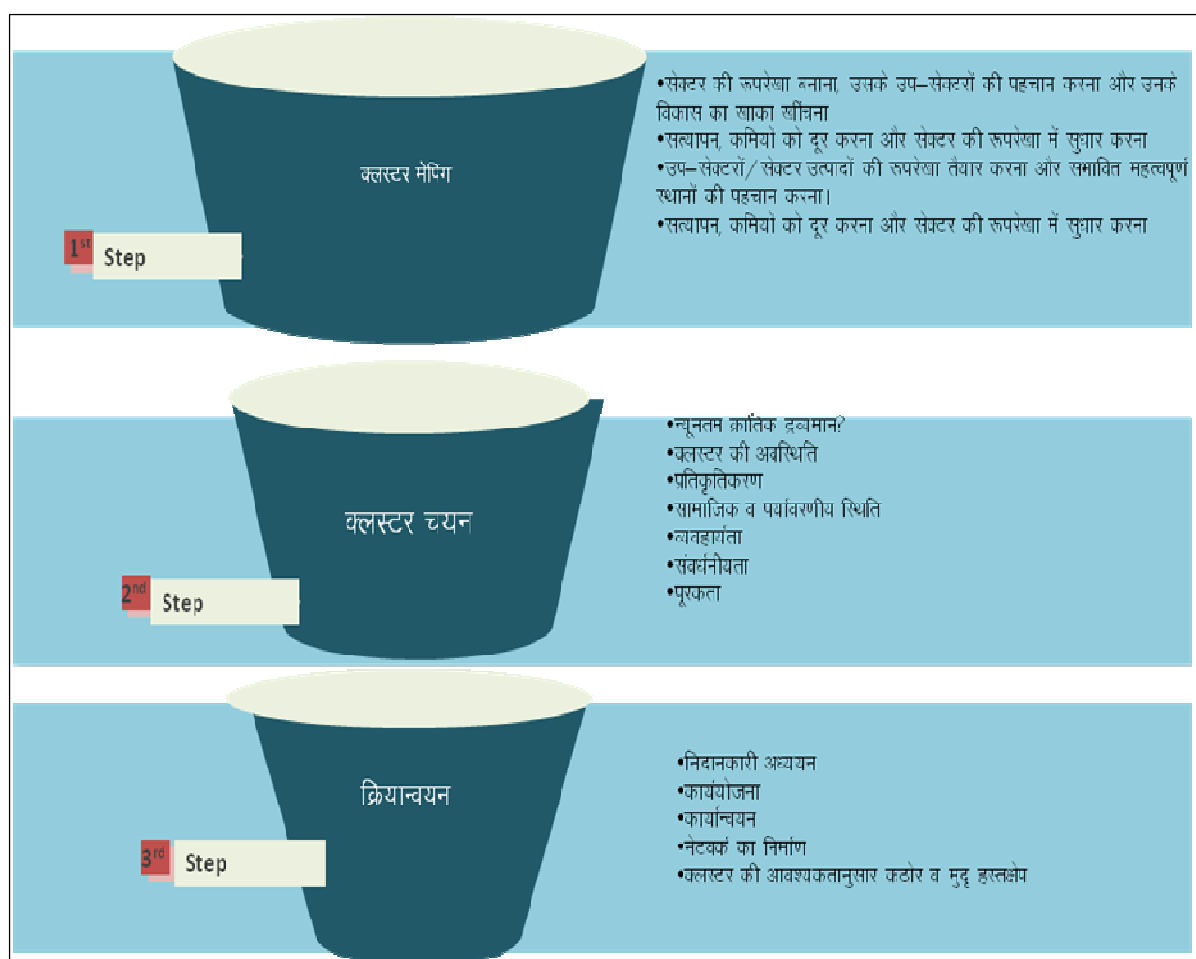 •सेक्टर की रूपरेखा बनाना, उसके उप–सेक्टरों की पहचान करना और उनके
विकास का खाका खींचना
•सत्यापन, कमियों को दूर करना और सेक्टर की रूपरेखा में सुधार करना
•उप–सेक्टरों/सेक्टर उत्पादों की रूपरेखा तैयार करना और संभावित महत्वपूर्ण
स्थानों की पहचान करना।
•सत्यापन, कमियों को दूर करना और सेक्टर की रूपरेखा में सुधार करना
क्लस्टर मेपिंग
1st Step
•न्यूनतम क्रांतिक द्रव्यमान?
•क्लस्टर की अवस्थिति
•प्रतिकृतिकरण
•सामाजिक व पर्यावरणीय स्थिति
•व्यवहार्यता
•संवर्धनीयता
•पूरकता
क्लस्टर चयन
2nd Step
•निदानकारी अध्ययन
•कार्ययोजना
•कार्यान्वयन
•नेटवर्क का निर्माण
•क्लस्टर की आवश्यकतानुसार कठोर व मुदृ हस्तक्षेप
क्रियान्वयन
3rd Step